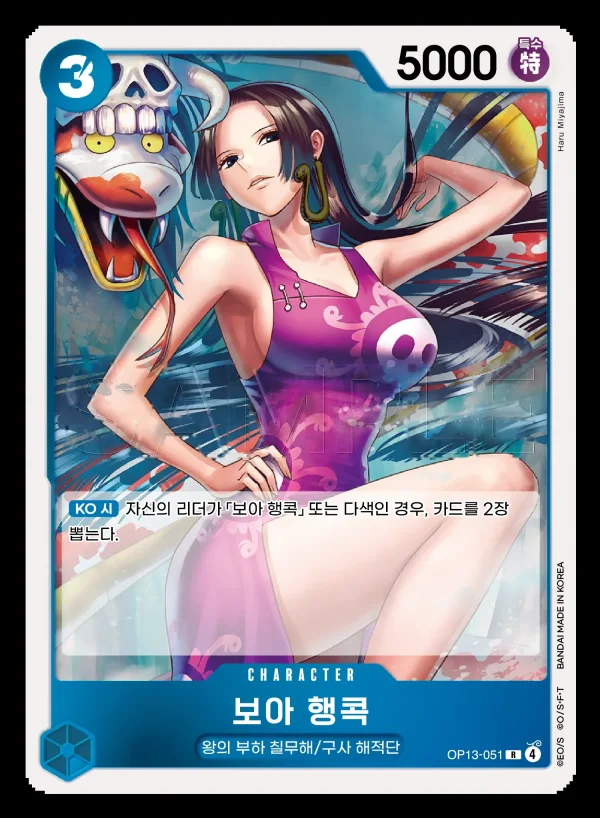 3
5000
특수
特
Haru Miyajima
SAMPLE
KO 시 자신의 리더가 「보아 행콕」 또는 다색인 경우, 카드를 2장
뽑는다.
CHARACTER
보아 행콕
왕의 부하 칠무해/구사 해적단
OP13-051 R 4
©EO/S ©O/S·F·T BANDAI MADE IN KOREA